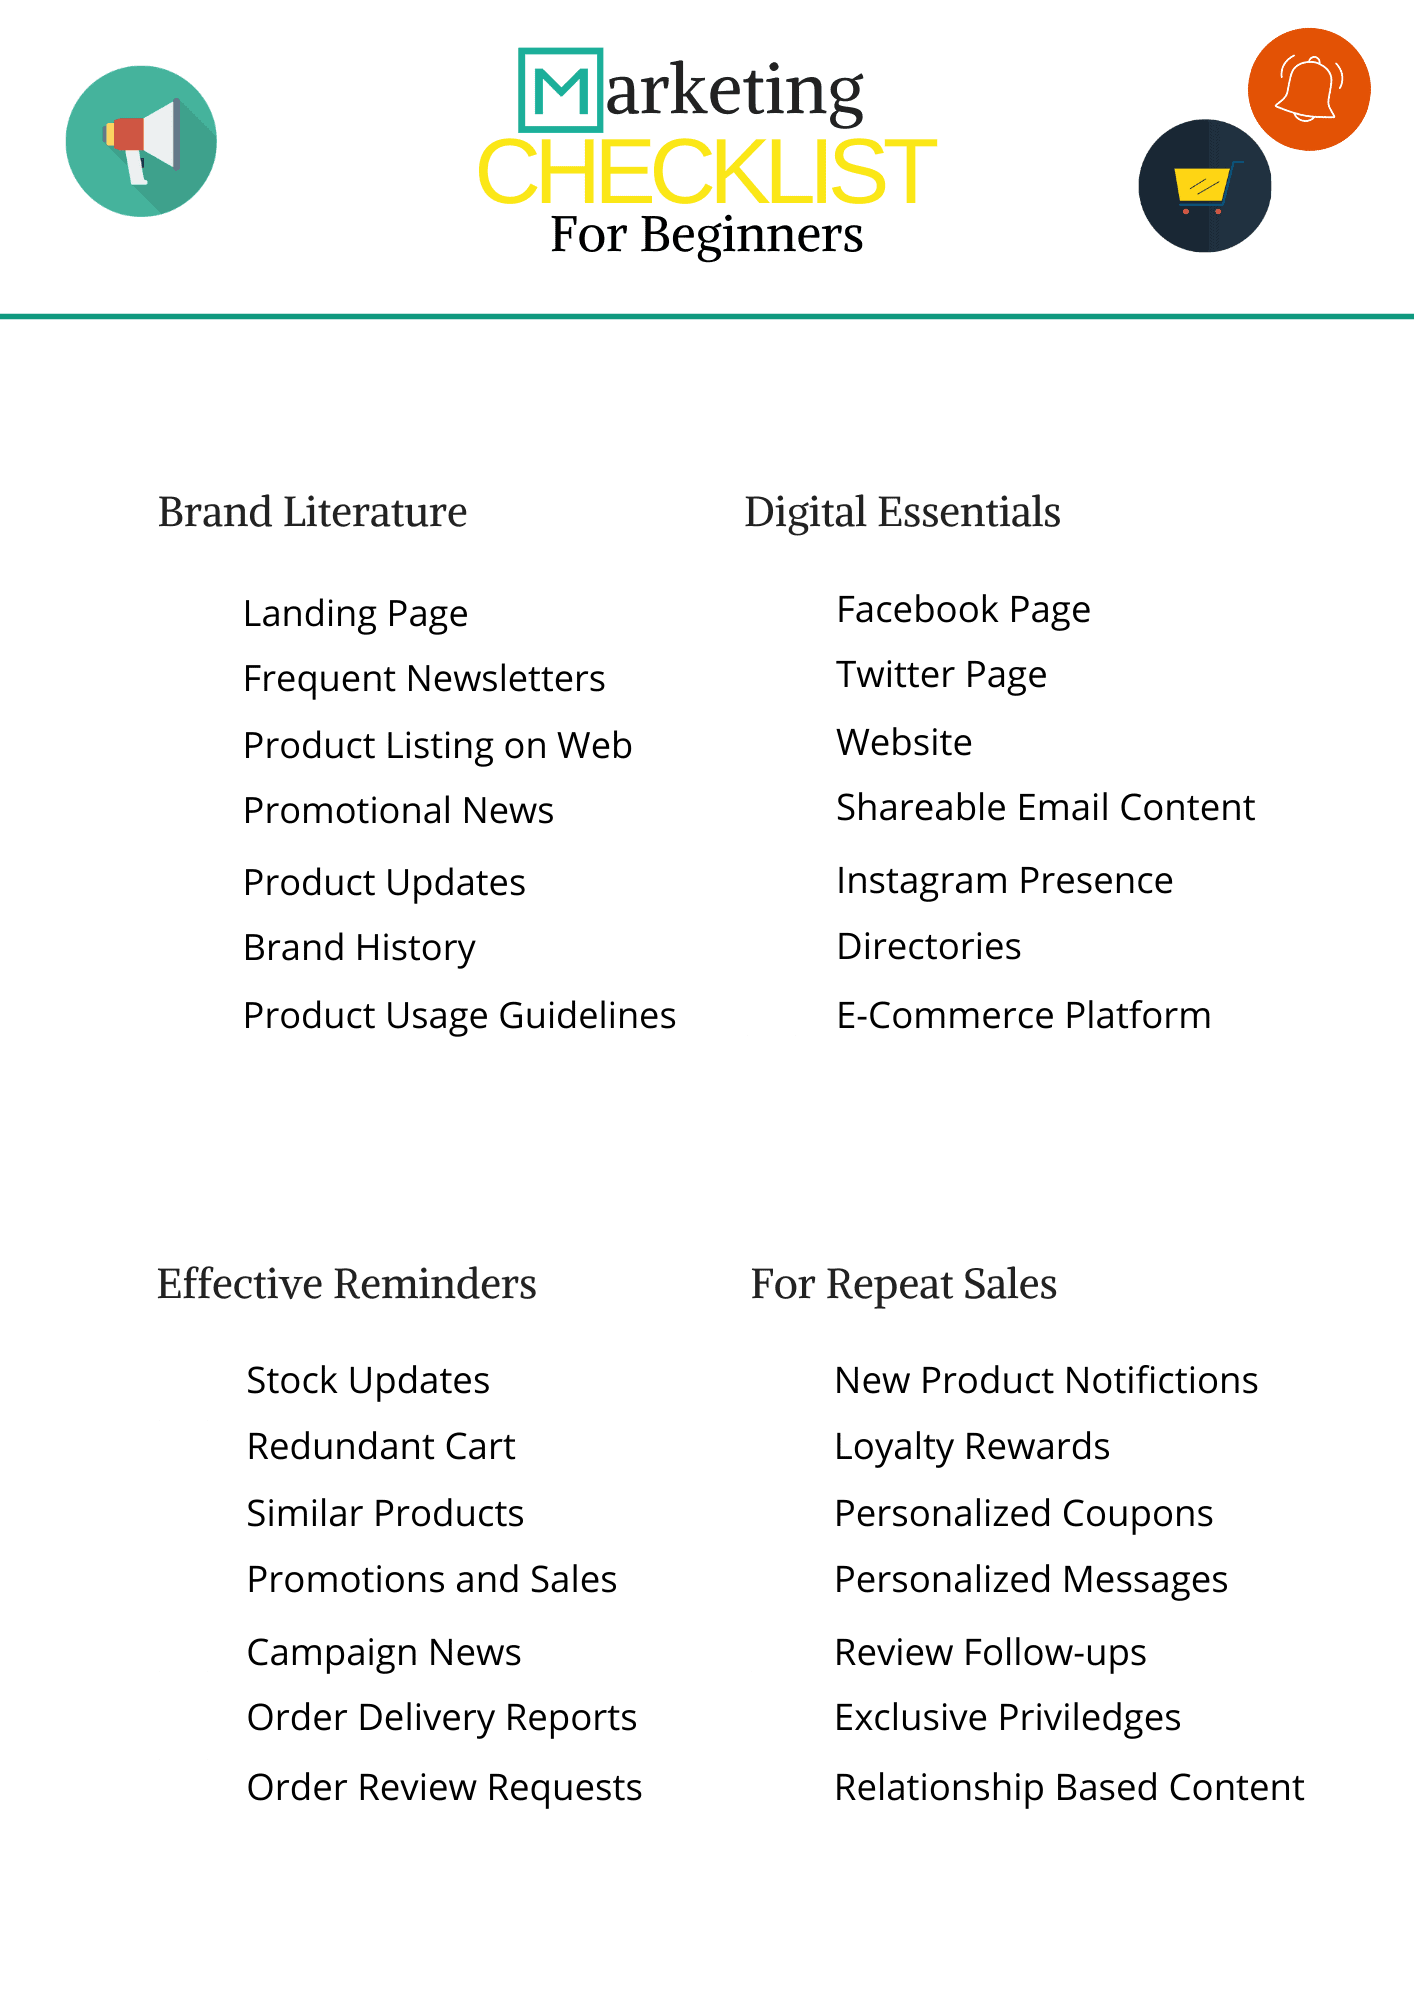 Marketing
CHECKLIST
For Beginners
Brand Literature
Landing Page
Frequent Newsletters
Product Listing on Web
Promotional News
Product Updates
Brand History
Product Usage Guidelines
Digital Essentials
Facebook Page
Twitter Page
Website
Shareable Email Content
Instagram Presence
Directories
E-Commerce Platform
Effective Reminders
Stock Updates
Redundant Cart
Similar Products
Promotions and Sales
Campaign News
Order Delivery Reports
Order Review Requests
For Repeat Sales
New Product Notifictions
Loyalty Rewards
Personalized Coupons
Personalized Messages
Review Follow-ups
Exclusive Priviledges
Relationship Based Content